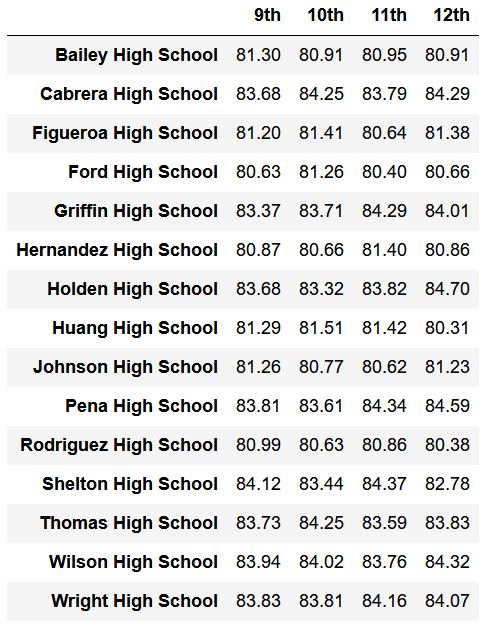 9th 10th 11th 12th
Bailey High School 81.30 80.91 80.95 80.91
Cabrera High School 83.68 84.25 83.79 84.29
Figueroa High School 81.20 81.41 80.64 81.38
Ford High School 80.63 81.26 80.40 80.66
Griffin High School 83.37 83.71 84.29 84.01
Hernandez High School 80.87 80.66 81.40 80.86
Holden High School 83.68 83.32 83.82 84.70
Huang High School 81.29 81.51 81.42 80.31
Johnson High School 81.26 80.77 80.62 81.23
Pena High School 83.81 83.61 84.34 84.59
Rodriguez High School 80.99 80.63 80.86 80.38
Shelton High School 84.12 83.44 84.37 82.78
Thomas High School 83.73 84.25 83.59 83.83
Wilson High School 83.94 84.02 83.76 84.32
Wright High School 83.83 83.81 84.16 84.07